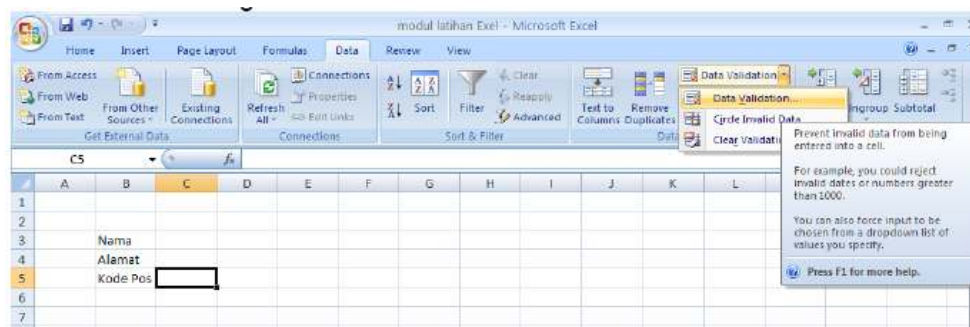 modul latihan Exel - Microsoft Excel
Home Insert Page Layout Formulas Data Review View
From Access
From Web
From Text
From Other Sources
Existing Connections
Get External Data
Refresh All
Connections
Properties
Edit Links
Connections
Sort
Filter
Clear
Reapply
Advanced
Sort & Filter
Text to Columns
Remove Duplicates
Data Validation
Data Validation...
Circle Invalid Data
Clear Validati
Data
ngroup Subtotal
Prevent invalid data from being
entered into a cell.
For example, you could reject
invalid dates or numbers greater
than 1000.
You can also force input to be
chosen from a dropdown list of
values you specify.
Press F1 for more help.
C5 fx
A B C D E F G H I J K L
1
2
3 Nama
4 Alamat
5 Kode Pos
6
7